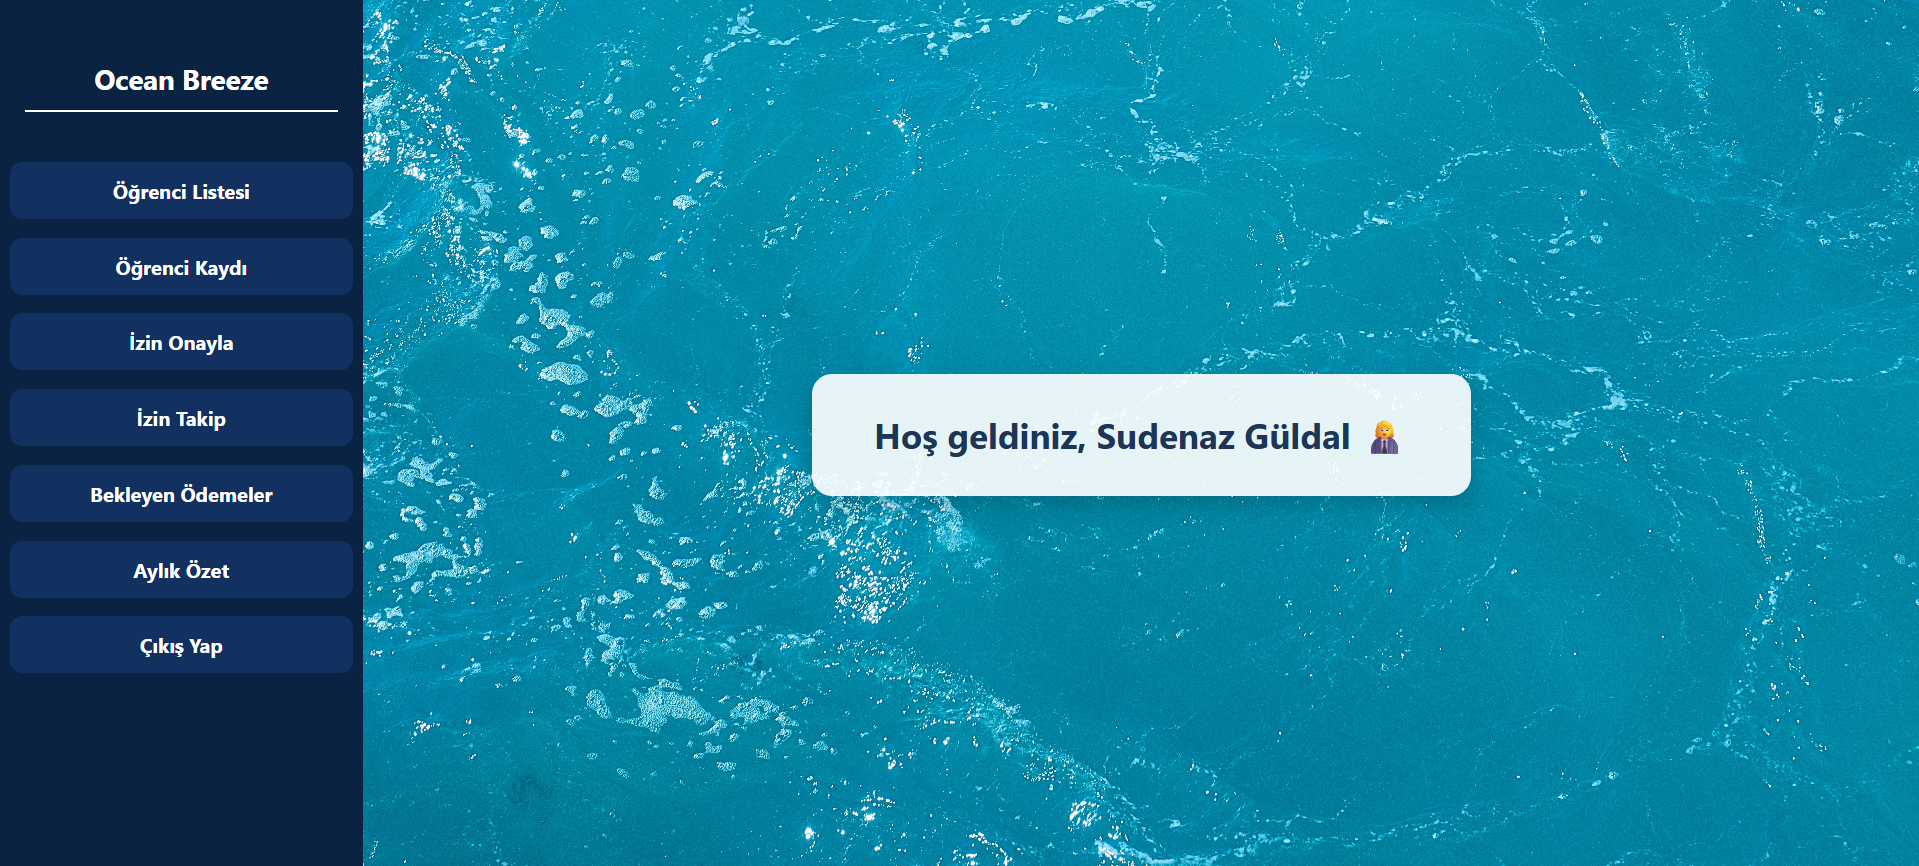 Ocean Breeze
Öğrenci Listesi
Öğrenci Kaydı
İzin Onayla
İzin Takip
Bekleyen Ödemeler
Aylık Özet
Çıkış Yap
Hoş geldiniz, Sudenaz Güldal 👩‍💼